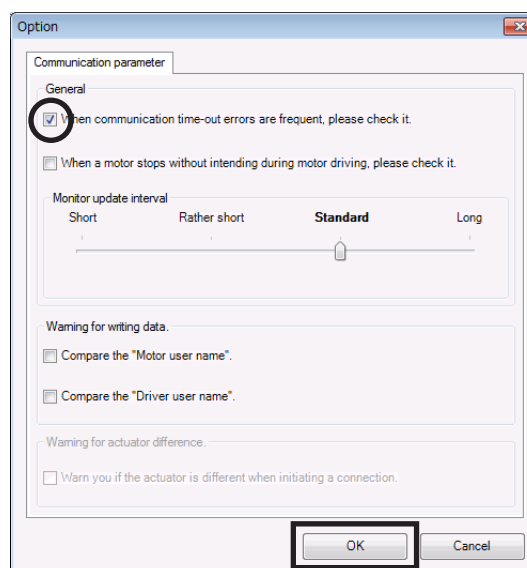 Option
Communication parameter
General
When communication time-out errors are frequent, please check it.
When a motor stops without intending during motor driving, please check it.
Monitor update interval
Short Rather short Standard Long
Warning for writing data.
Compare the "Motor user name".
Compare the "Driver user name".
Warning for actuator difference.
Warn you if the actuator is different when initiating a connection.
OK Cancel